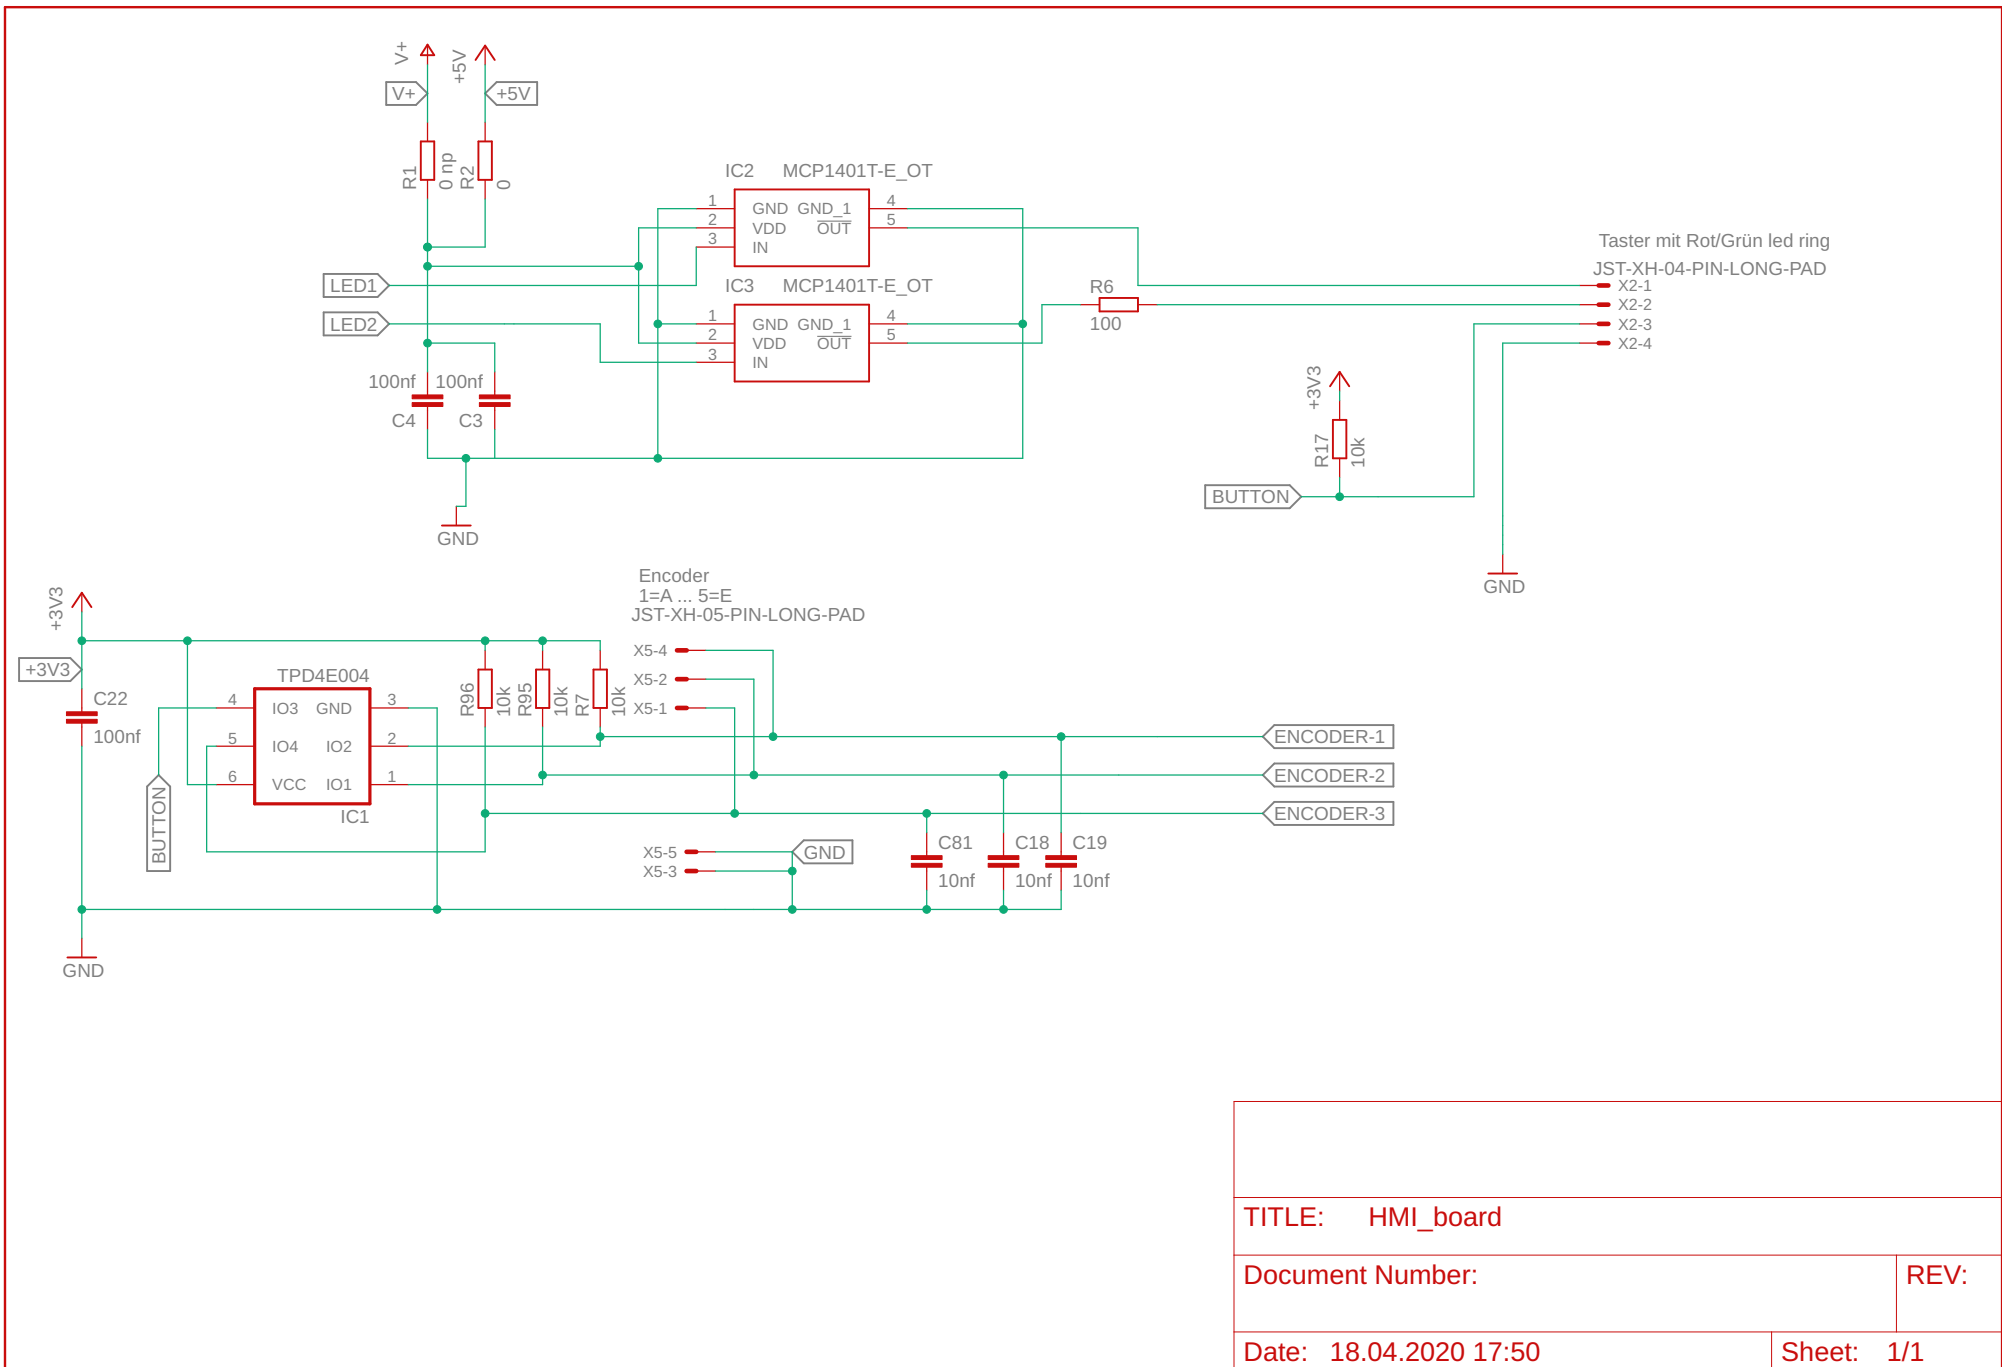 V+
+5V
V+
+5V
R1
0 np
R2
0
IC2 MCP1401T-E_OT
1 GND GND_1 4
2 VDD OUT 5
3 IN
LED1
IC3 MCP1401T-E_OT
LED2
1 GND GND_1 4
2 VDD OUT 5
3 IN
R6
100
Taster mit Rot/Grün led ring
JST-XH-04-PIN-LONG-PAD
X2-1
X2-2
X2-3
X2-4
100nf 100nf
C4 C3
GND
+3V3
R17
10k
BUTTON
GND
Encoder
1=A ... 5=E
JST-XH-05-PIN-LONG-PAD
X5-4
X5-2
X5-1
+3V3
+3V3
C22
100nf
TPD4E004
4 IO3 GND 3
5 IO4 IO2 2
6 VCC IO1 1
IC1
BUTTON
R96
10k
R95
10k
R7
10k
ENCODER-1
ENCODER-2
ENCODER-3
X5-5
X5-3
GND
C81
10nf
C18
10nf
C19
10nf
GND
TITLE: HMI_board
Document Number:
REV:
Date: 18.04.2020 17:50
Sheet: 1/1